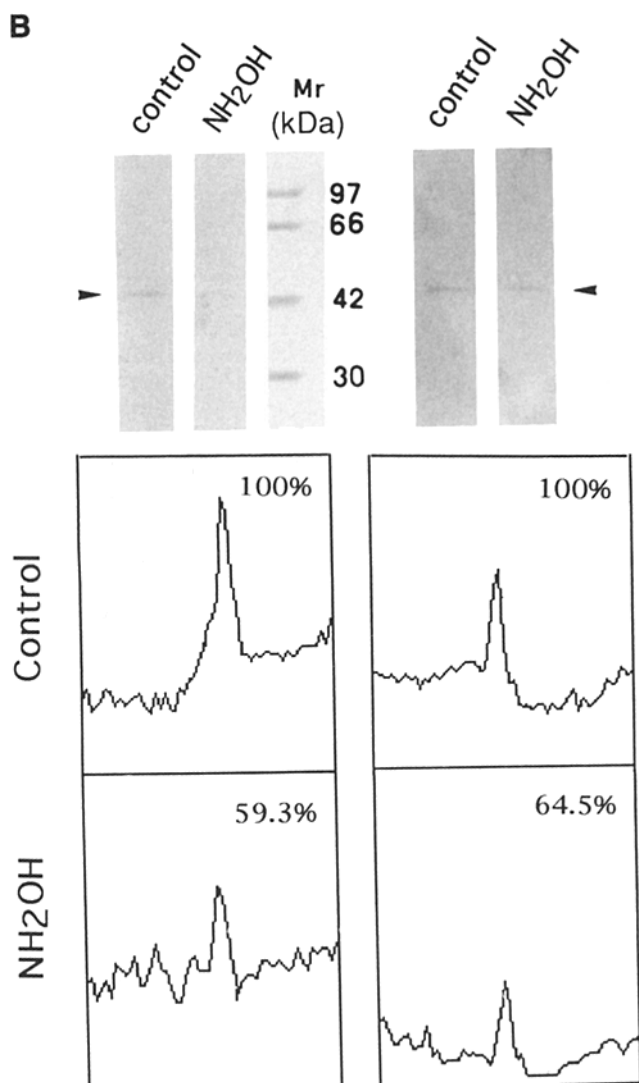 B
control
NH2OH
Mr
(kDa)
97
66
42
30
control
NH2OH
Control
100%
100%
NH2OH
59.3%
64.5%